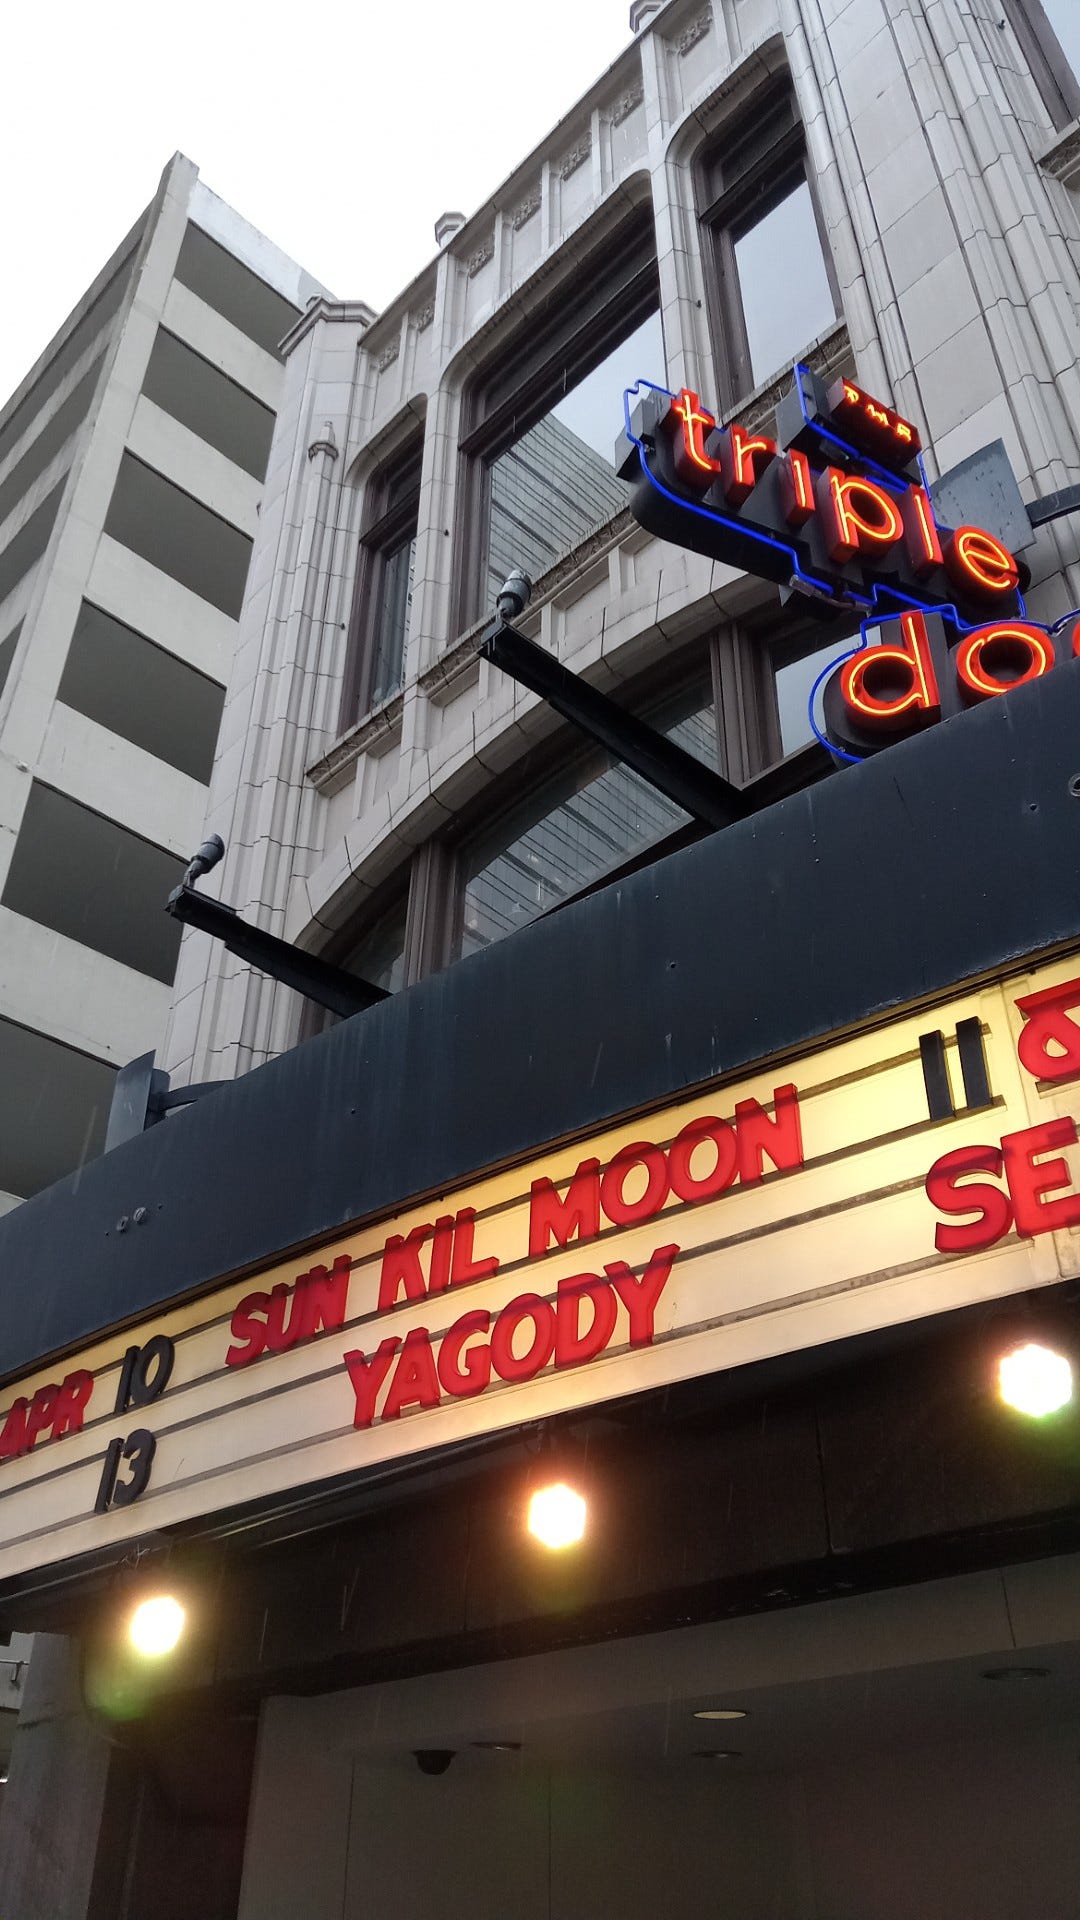 THE
triple
do
APR 10 SUN KIL MOON 11 &
13 YAGODY SE